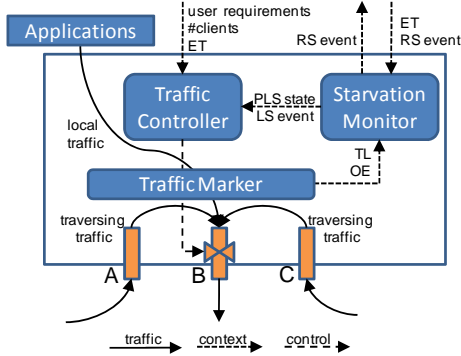 Applications
user requirements
#clients
ET
RS event
ET
RS event
Traffic
Controller
PLS state
LS event
Starvation
Monitor
local
traffic
TL
OE
Traffic Marker
traversing
traffic
traversing
traffic
A
B
C
traffic
context
control